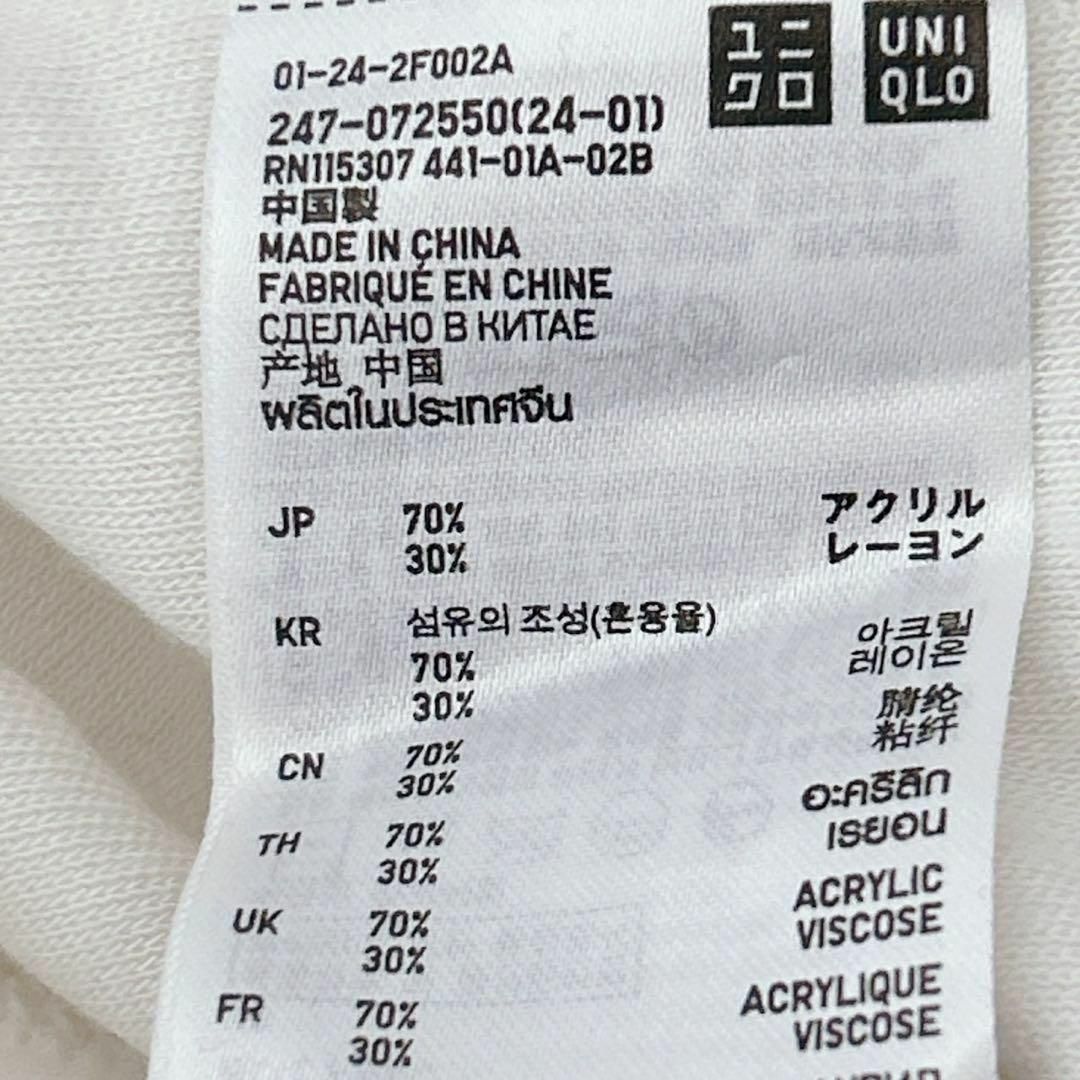 ユニ
クロ
UNI
QLO
01-24-2F002A
247-072550(24-01)
RN115307 441-01A-02B
中国製
MADE IN CHINA
FABRIQUÉ EN CHINE
СДЕЛАНО В КИТАЕ
产地 中国
ผลิตในประเทศจีน
JP 70% アクリル
30% レーヨン
KR 섬유의 조성(혼용율)
70% 아크릴
30% 레이온
CN 70% 腈纶
30% 粘纤
TH 70% อะคริลิก
30% เรยอน
UK 70% ACRYLIC
30% VISCOSE
FR 70% ACRYLIQUE
30% VISCOSE